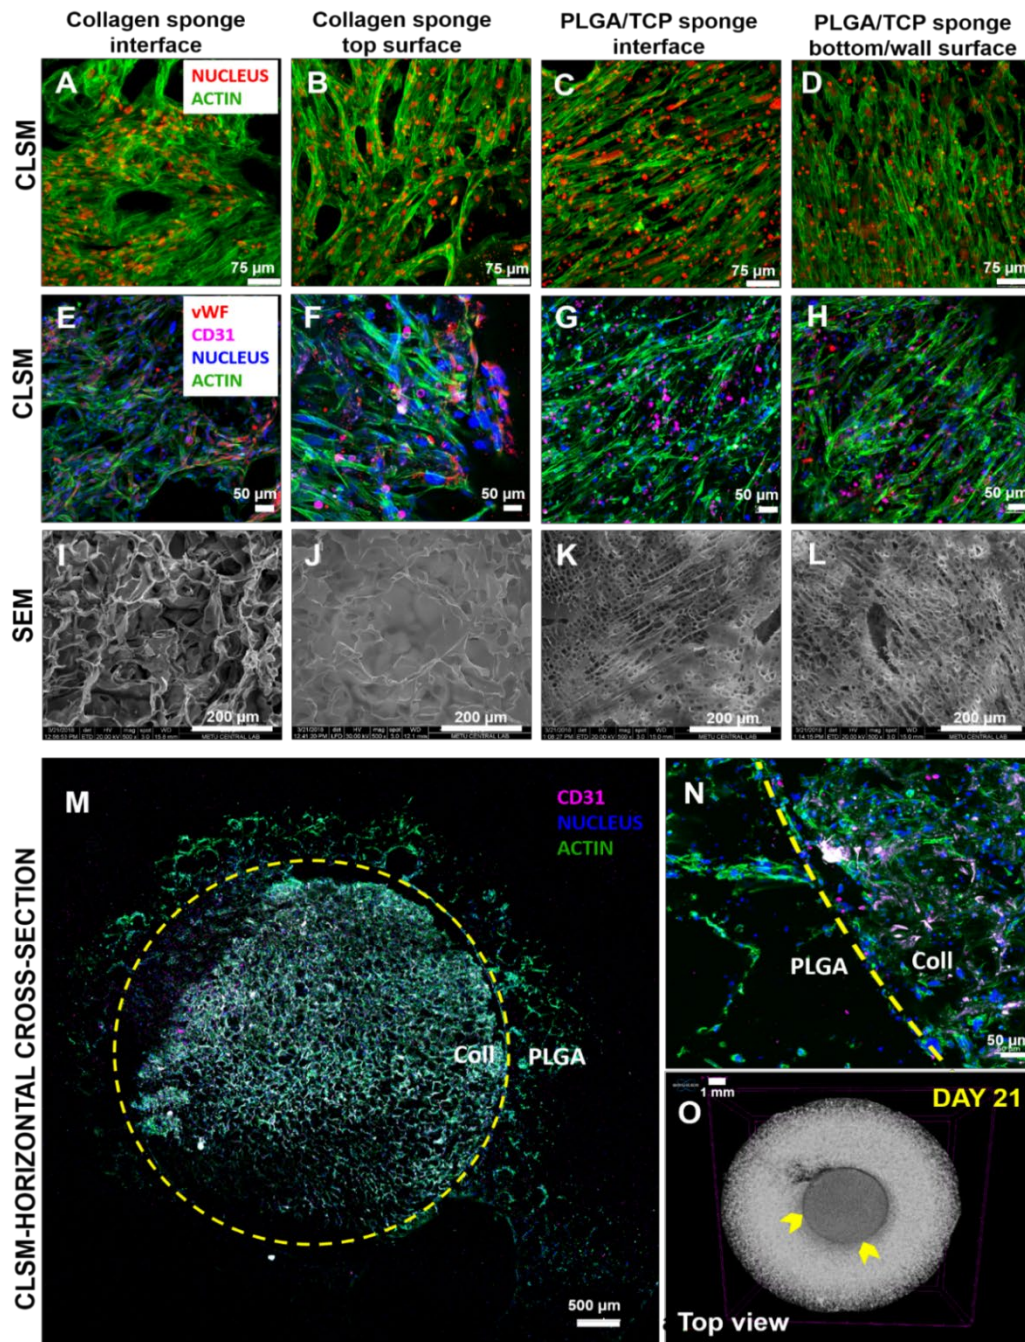 Collagen sponge
interface
Collagen sponge
top surface
PLGA/TCP sponge
interface
PLGA/TCP sponge
bottom/wall surface
CLSM
A
NUCLEUS
ACTIN
75 µm
B
75 µm
C
75 µm
D
75 µm
CLSM
E
vWF
CD31
NUCLEUS
ACTIN
50 µm
F
50 µm
G
50 µm
H
50 µm
SEM
I
200 µm
METU CENTRAL LAB
J
200 µm
METU CENTRAL LAB
K
200 µm
METU CENTRAL LAB
L
200 µm
METU CENTRAL LAB
CLSM-HORIZONTAL CROSS-SECTION
M
CD31
NUCLEUS
ACTIN
Coll
PLGA
500 µm
N
PLGA
Coll
50 µm
O
1 mm
DAY 21
Top view